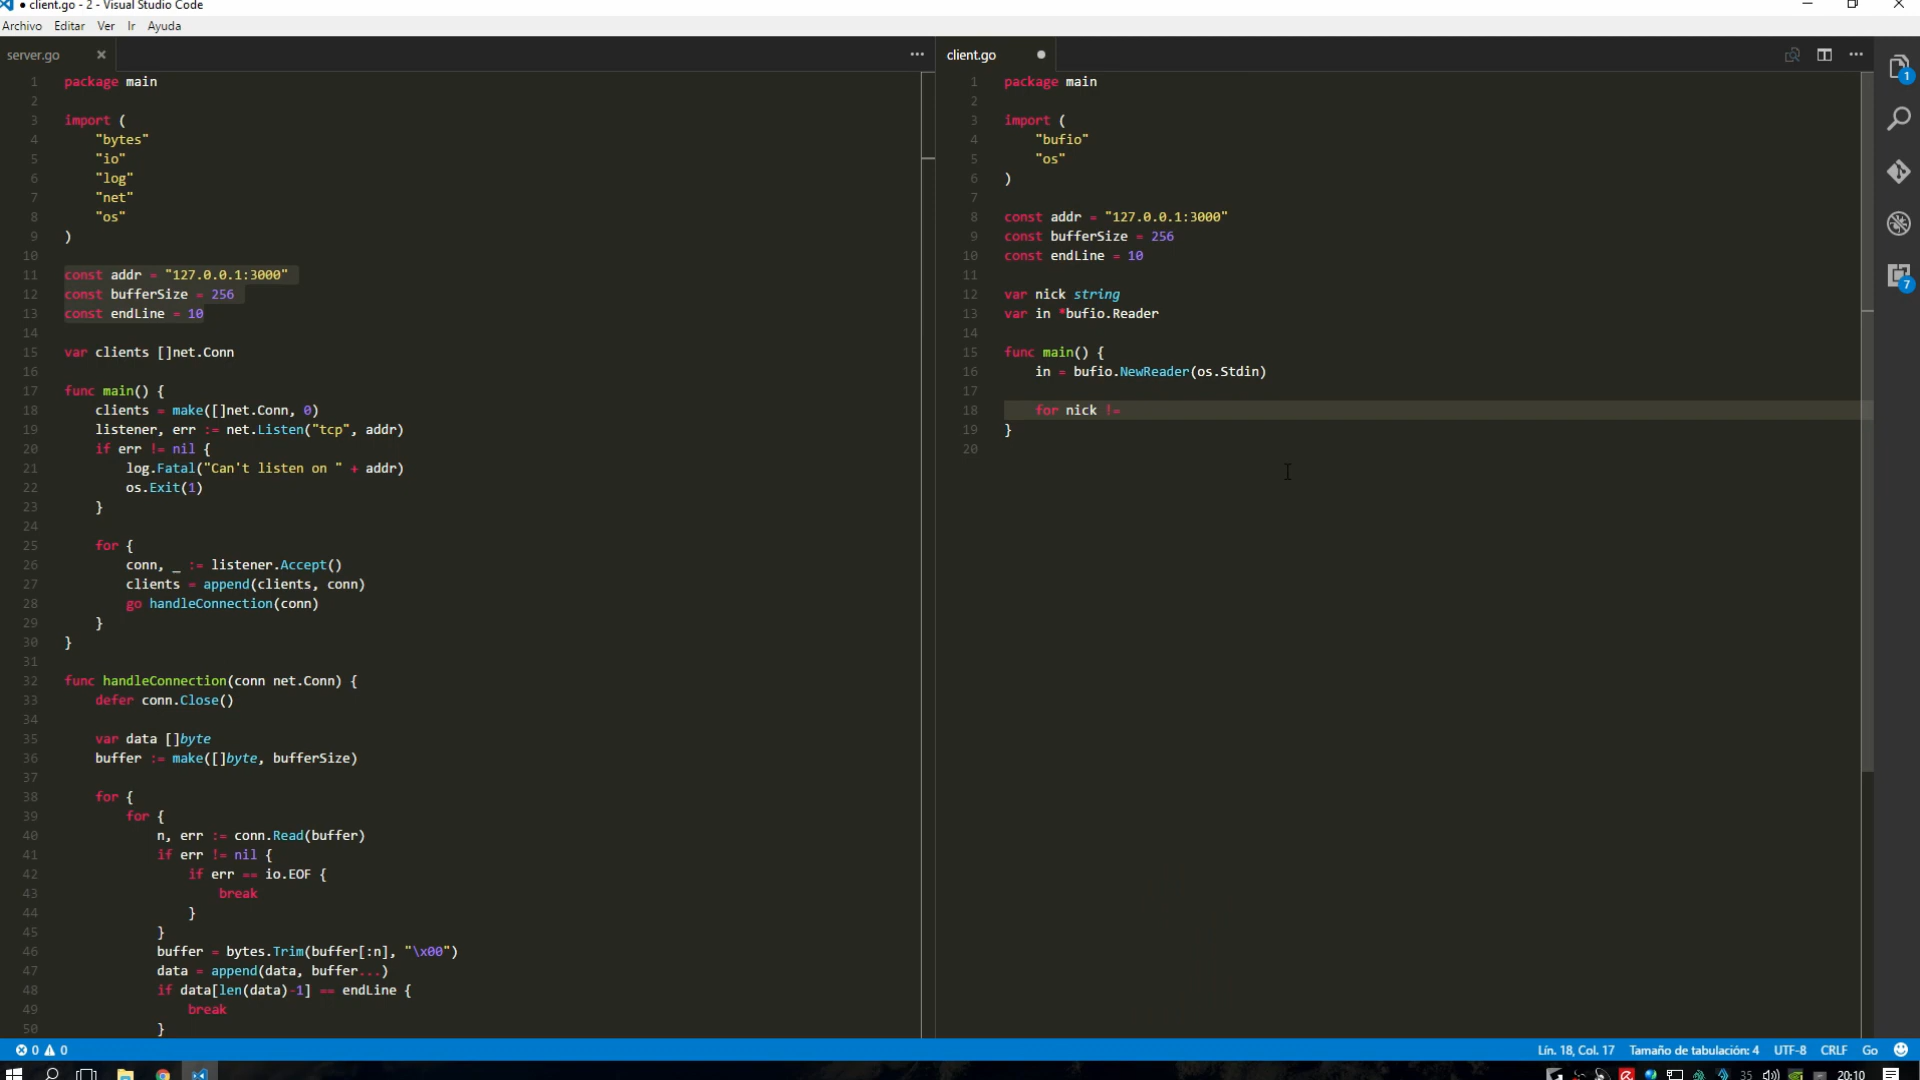 ● client.go - 2 - Visual Studio Code
Archivo Editar Ver Ir Ayuda
server.go
1 package main
2
3 import (
4 "bytes"
5 "io"
6 "log"
7 "net"
8 "os"
9 )
10
11 const addr = "127.0.0.1:3000"
12 const bufferSize = 256
13 const endLine = 10
14
15 var clients []net.Conn
16
17 func main() {
18 clients = make([]net.Conn, 0)
19 listener, err := net.Listen("tcp", addr)
20 if err != nil {
21 log.Fatal("Can't listen on " + addr)
22 os.Exit(1)
23 }
24
25 for {
26 conn, _ := listener.Accept()
27 clients = append(clients, conn)
28 go handleConnection(conn)
29 }
30 }
31
32 func handleConnection(conn net.Conn) {
33 defer conn.Close()
34
35 var data []byte
36 buffer := make([]byte, bufferSize)
37
38 for {
39 for {
40 n, err := conn.Read(buffer)
41 if err != nil {
42 if err == io.EOF {
43 break
44 }
45 }
46 buffer = bytes.Trim(buffer[:n], "\x00")
47 data = append(data, buffer...)
48 if data[len(data)-1] == endLine {
49 break
50 }
client.go ●
1 package main
2
3 import (
4 "bufio"
5 "os"
6 )
7
8 const addr = "127.0.0.1:3000"
9 const bufferSize = 256
10 const endLine = 10
11
12 var nick string
13 var in *bufio.Reader
14
15 func main() {
16 in = bufio.NewReader(os.Stdin)
17
18 for nick !=
19 }
20
1
7
0 0
Lín. 18, Col. 17 Tamaño de tabulación: 4 UTF-8 CRLF Go
35 20:10